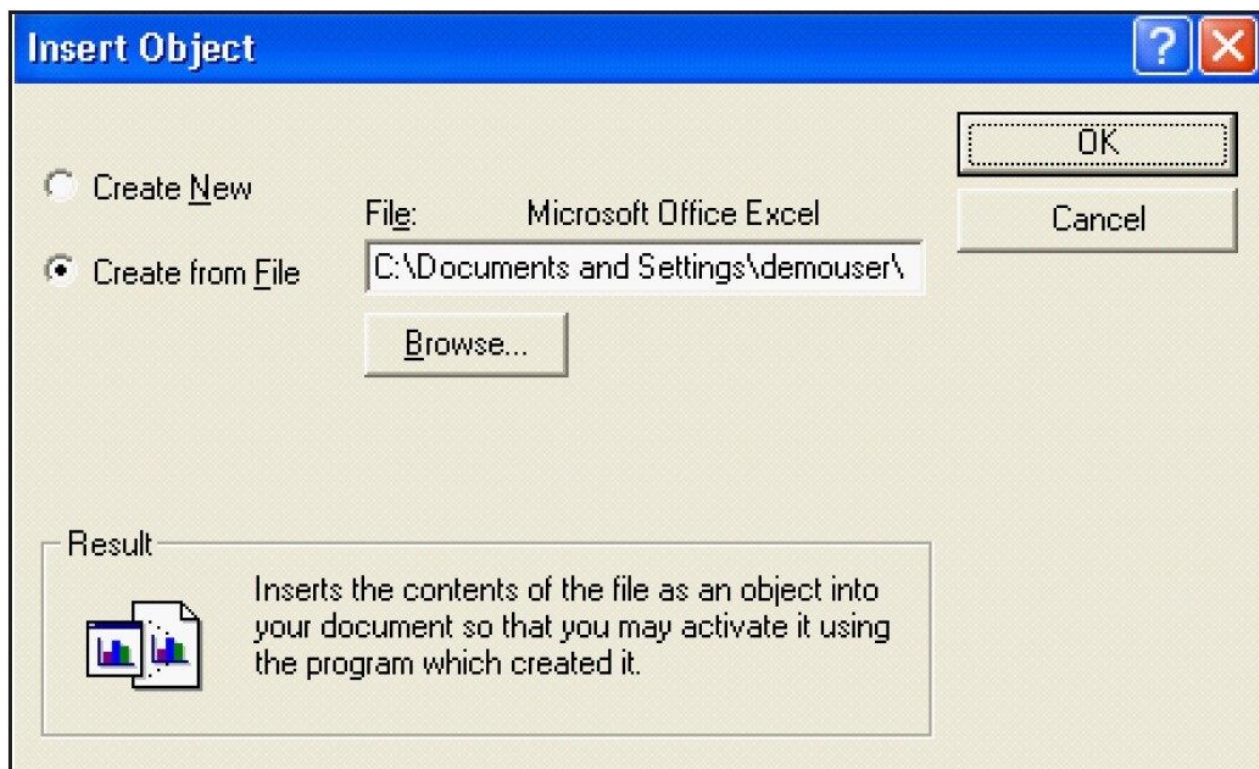 Insert Object
OK
Create New
File: Microsoft Office Excel
Cancel
Create from File
C:\Documents and Settings\demouser\
Browse...
Result
Inserts the contents of the file as an object into
your document so that you may activate it using
the program which created it.